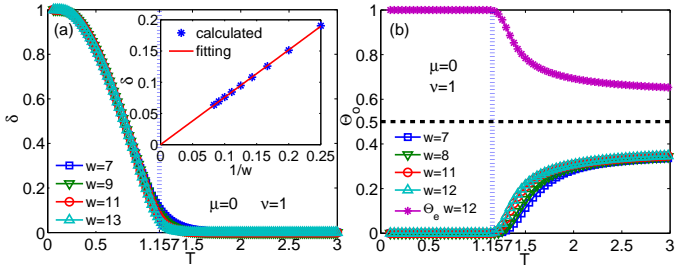 (a)
δ
1
0.8
0.6
0.4
0.2
0
0
0.5
1.157
1.5
2
2.5
3
T
w=7
w=9
w=11
w=13
μ=0 ν=1
0.2
0.15
0.1
0.05
0
δ
calculated
fitting
0
0.05
0.1
0.15
0.2
0.25
1/w
(b)
Θo
1
0.8
0.6
0.5
0.4
0.2
0
μ=0
ν=1
w=7
w=8
w=11
w=12
Θe w=12
0
0.5
1.157
1.5
2
2.5
3
T